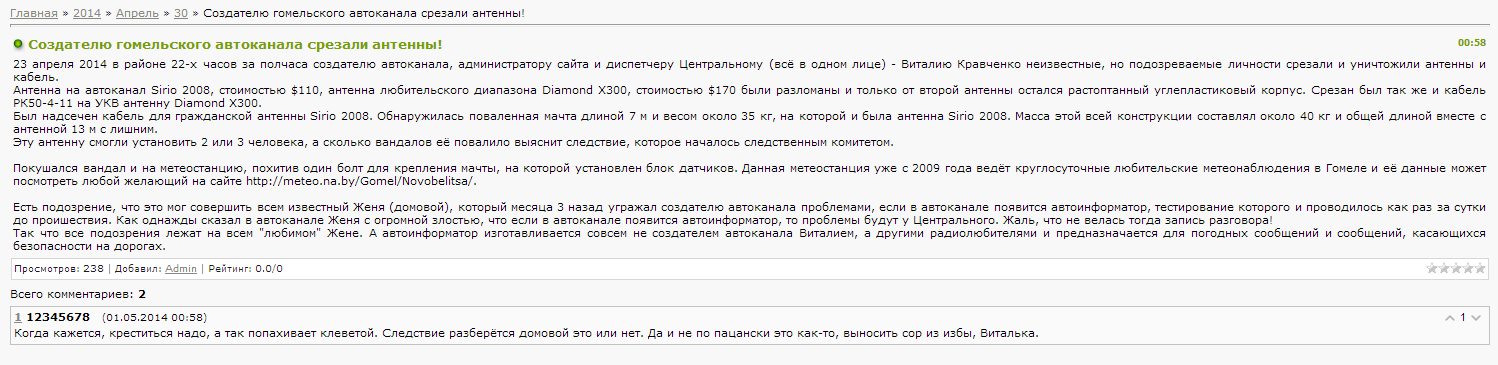 Главная » 2014 » Апрель » 30 » Создателю гомельского автоканала срезали антенны!
Создателю гомельского автоканала срезали антенны! 00:58
23 апреля 2014 в районе 22-х часов за полчаса создателю автоканала, администратору сайта и диспетчеру Центральному (всё в одном лице) - Виталию Кравченко неизвестные, но подозреваемые личности срезали и уничтожили антенны и
кабель.
Антенна на автоканал Sirio 2008, стоимостью $110, антенна любительского диапазона Diamond X300, стоимостью $170 были разломаны и только от второй антенны остался растоптанный углепластиковый корпус. Срезан был так же и кабель
РК50-4-11 на УКВ антенну Diamond X300.
Был надсечен кабель для гражданской антенны Sirio 2008. Обнаружилась поваленная мачта длиной 7 м и весом около 35 кг, на которой и была антенна Sirio 2008. Масса этой всей конструкции составлял около 40 кг и общей длиной вместе с
антенной 13 м с лишним.
Эту антенну смогли установить 2 или 3 человека, а сколько вандалов её повалило выяснит следствие, которое началось следственным комитетом.
Покушался вандал и на метеостанцию, похитив один болт для крепления мачты, на которой установлен блок датчиков. Данная метеостанция уже с 2009 года ведёт круглосуточные любительские метеонаблюдения в Гомеле и её данные может
посмотреть любой желающий на сайте http://meteo.na.by/Gomel/Novobelitsa/.
Есть подозрение, что это мог совершить всем известный Женя (домовой), который месяца 3 назад угражал создателю автоканала проблемами, если в автоканале появится автоинформатор, тестирование которого и проводилось как раз за сутки
до проишествия. Как однажды сказал в автоканале Женя с огромной злостью, что если в автоканале появится автоинформатор, то проблемы будут у Центрального. Жаль, что не велась тогда запись разговора!
Так что все подозрения лежат на всем "любимом" Жене. А автоинформатор изготавливается совсем не создателем автоканала Виталием, а другими радиолюбителями и предназначается для погодных сообщений и сообщений, касающихся
безопасности на дорогах.
Просмотров: 238 | Добавил: Admin | Рейтинг: 0.0/0
Всего комментариев: 2
1 12345678 (01.05.2014 00:58) 1
Когда кажется, креститься надо, а так попахивает клеветой. Следствие разберётся домовой это или нет. Да и не по пацански это как-то, выносить сор из избы, Виталька.